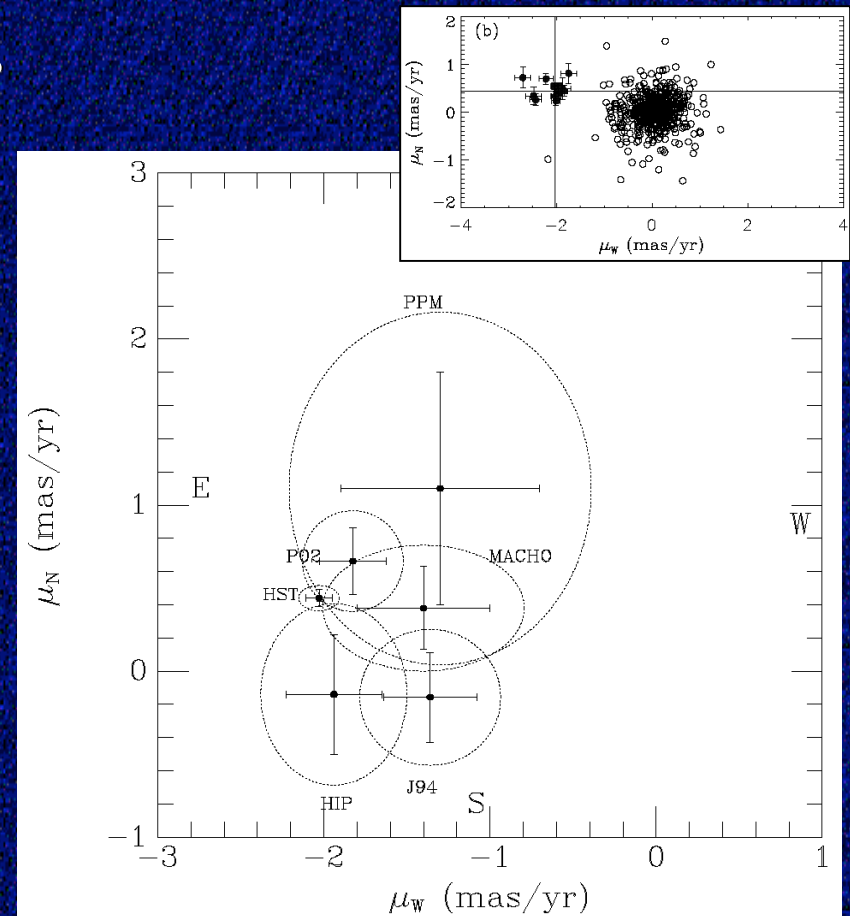 (b)
2
1
0
−1
−2
μN (mas/yr)
−4
−2
0
2
4
μW (mas/yr)
3
2
1
0
−1
μN (mas/yr)
PPM
E
W
P02
MACHO
HST
J94
HIP
S
−3
−2
−1
0
1
μW (mas/yr)